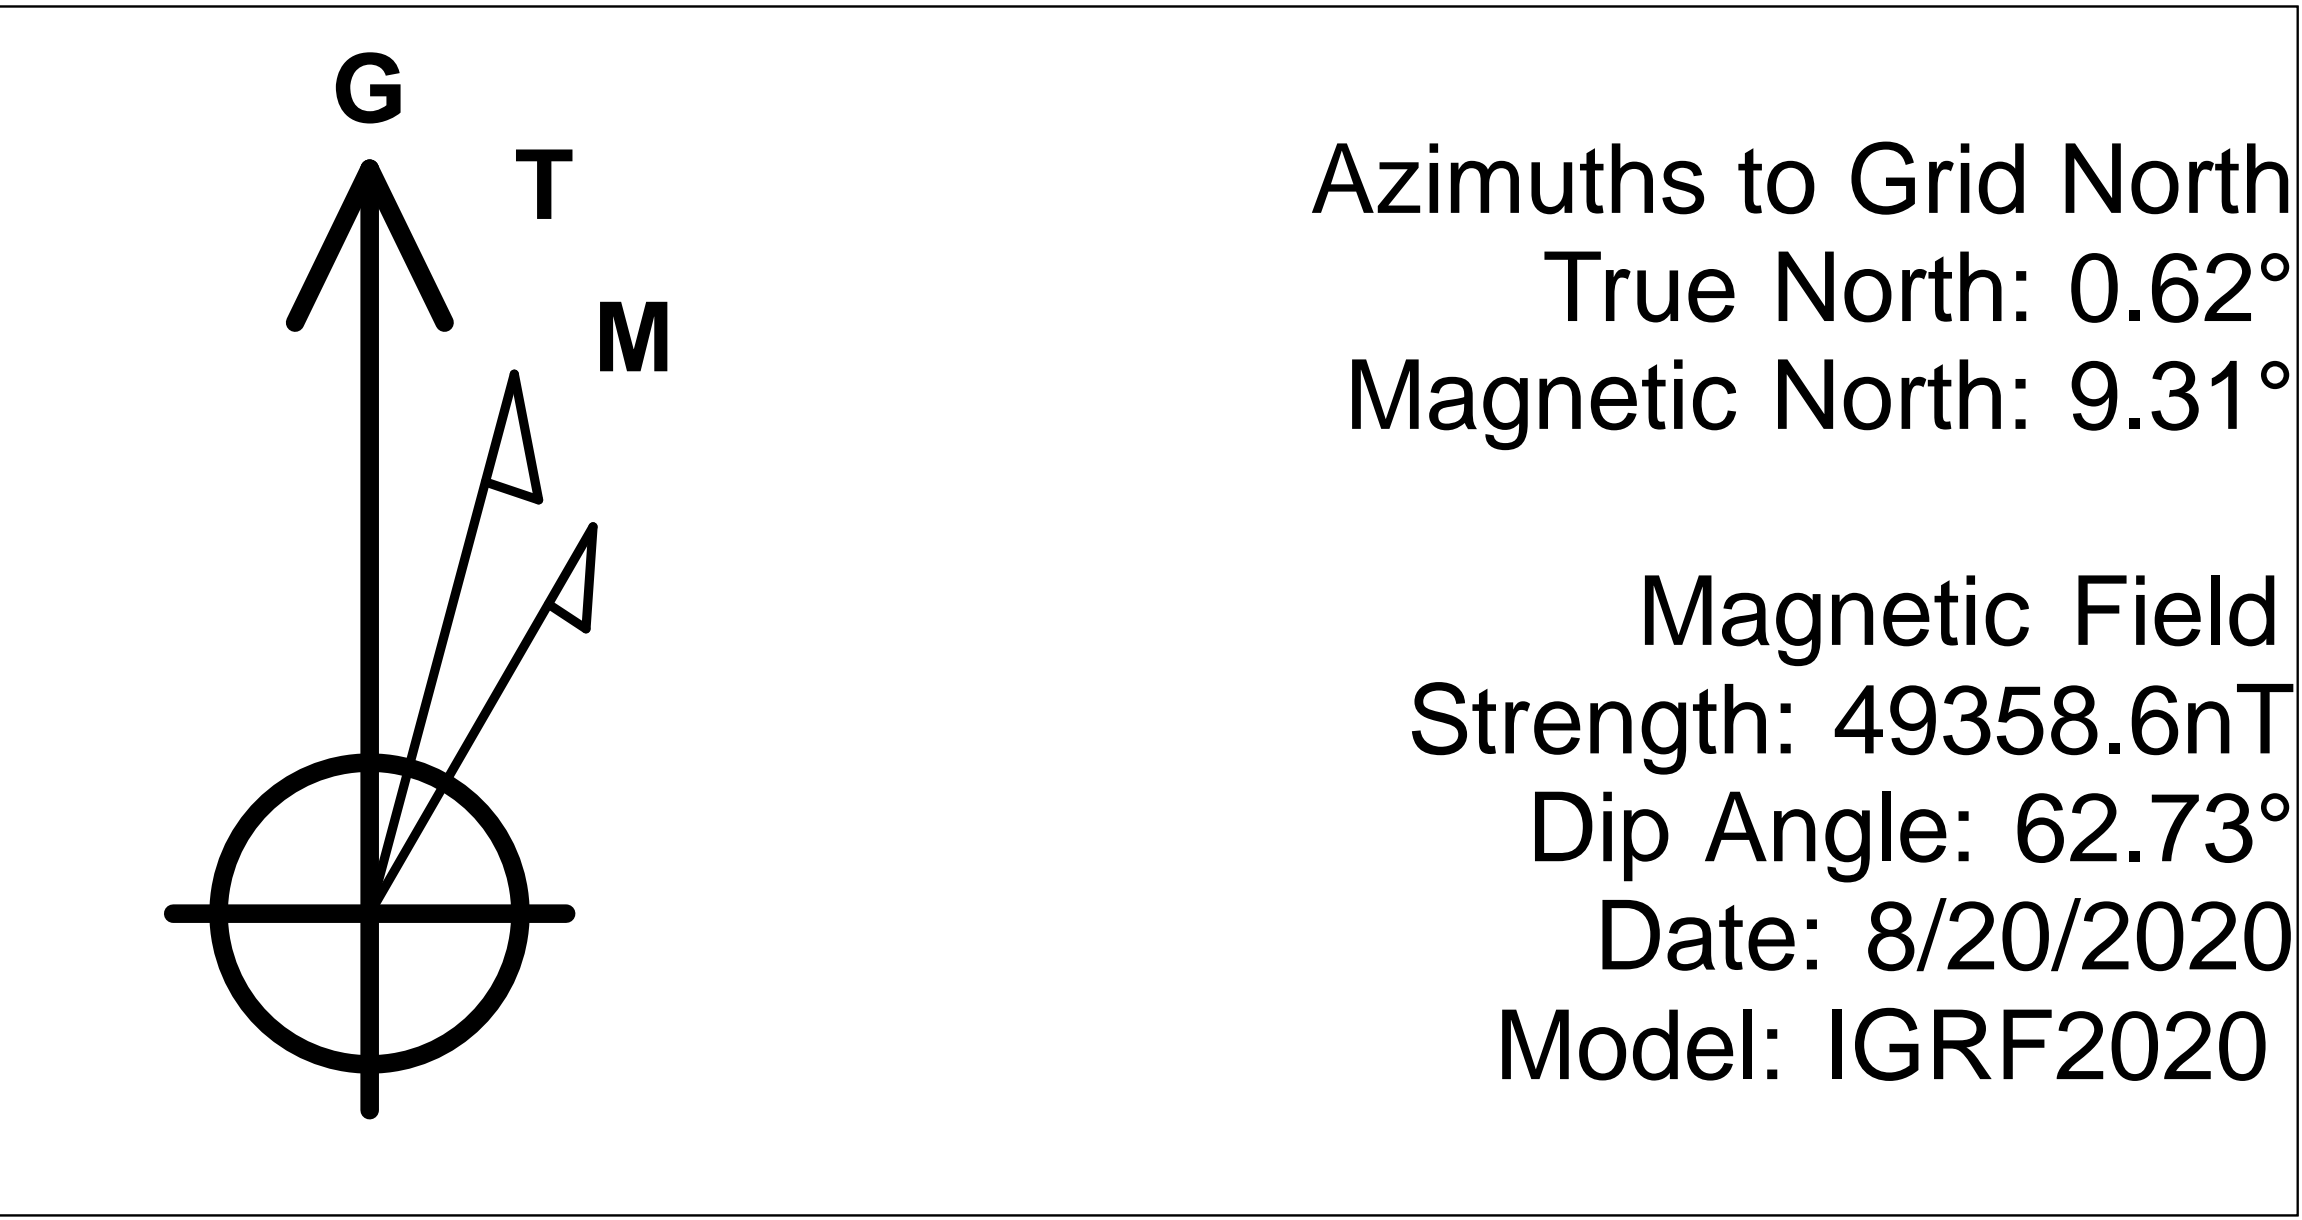 G
T
M
Azimuths to Grid North
True North: 0.62°
Magnetic North: 9.31°
Magnetic Field
Strength: 49358.6nT
Dip Angle: 62.73°
Date: 8/20/2020
Model: IGRF2020